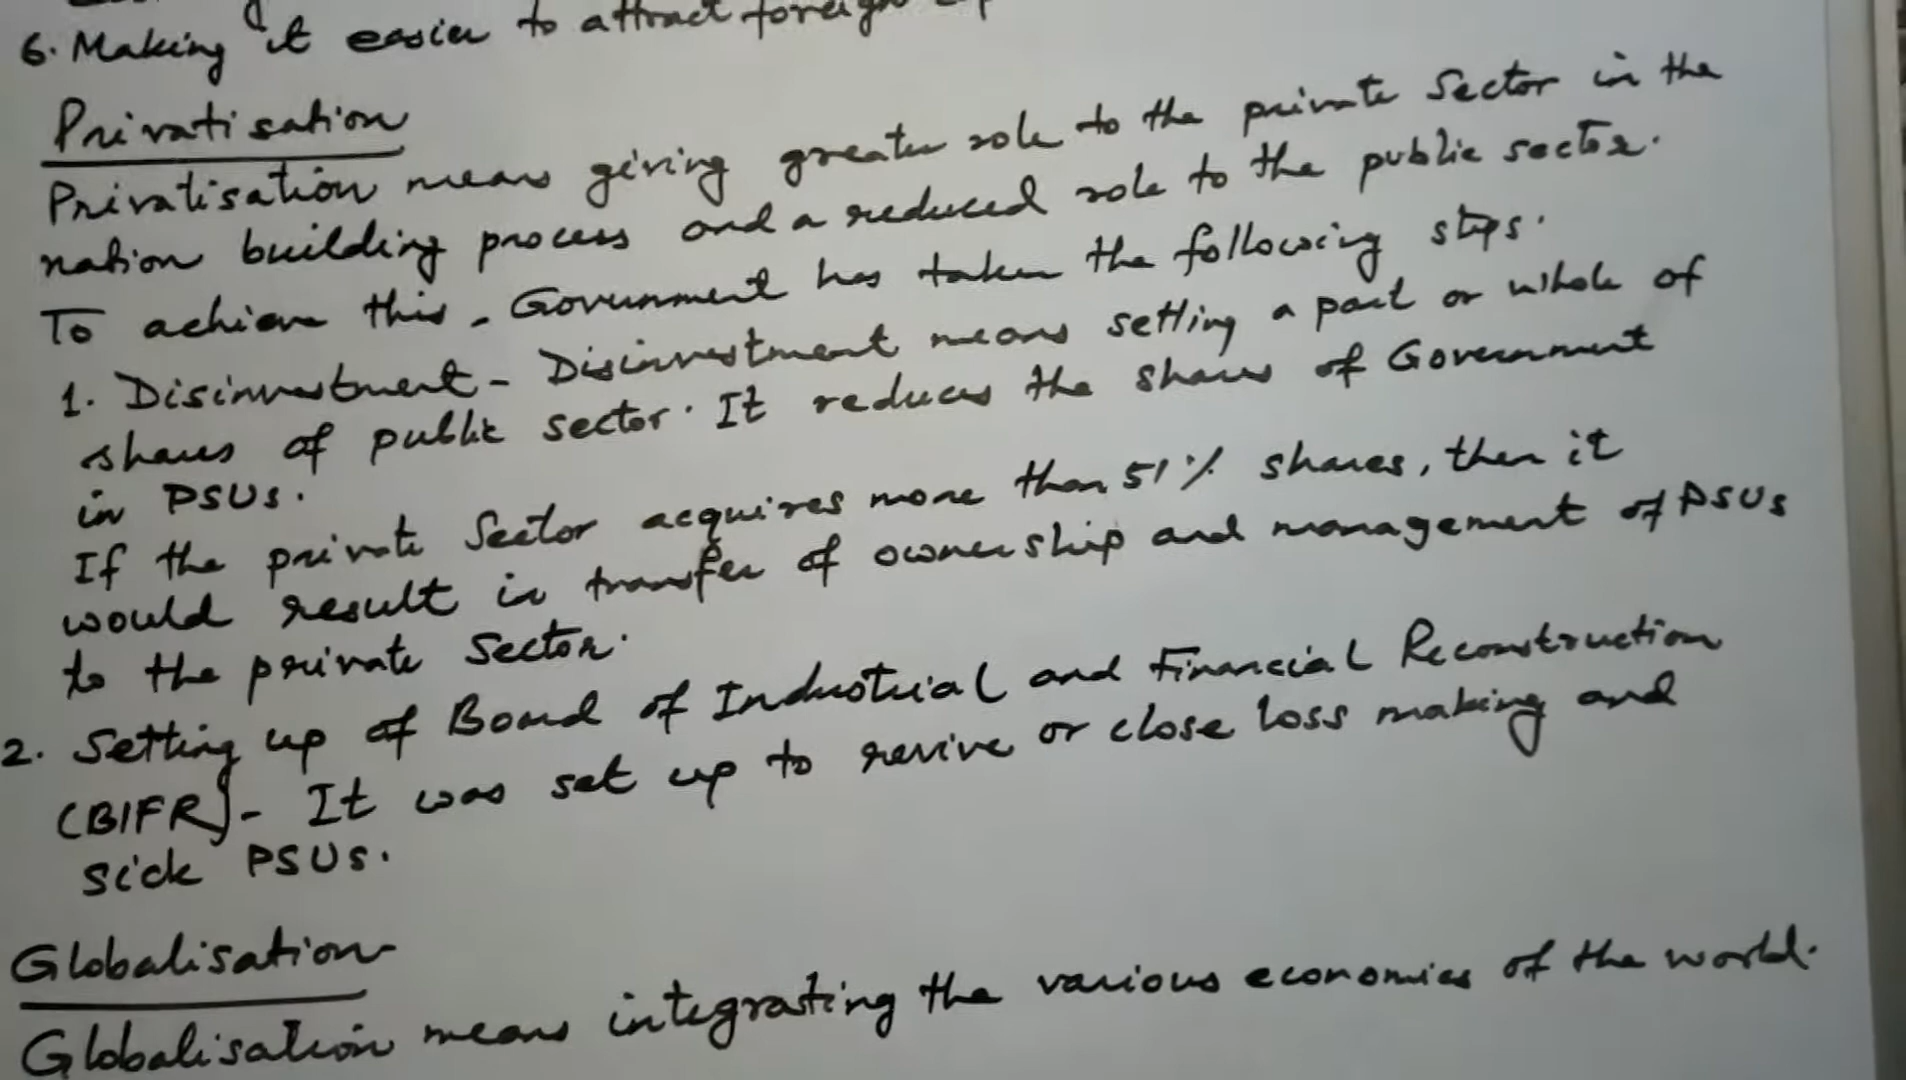 6. Making it easier to attract foreign
Privatisation
Privatisation means giving greater role to the private Sector in the
nation building process and a reduced role to the public sector.
To achieve this, Government has taken the following steps.
1. Disinvestment - Disinvestment means selling a part or whole of
shares of public sector. It reduces the shares of Government
in PSUs.
If the private Sector acquires more than 51% shares, then it
would result in transfer of ownership and management of PSUs
to the private Sector.
2. Setting up of Board of Industrial and Financial Reconstruction
(BIFR) - It was set up to revive or close loss making and
sick PSUs.
Globalisation
Globalisation means integrating the various economies of the world.